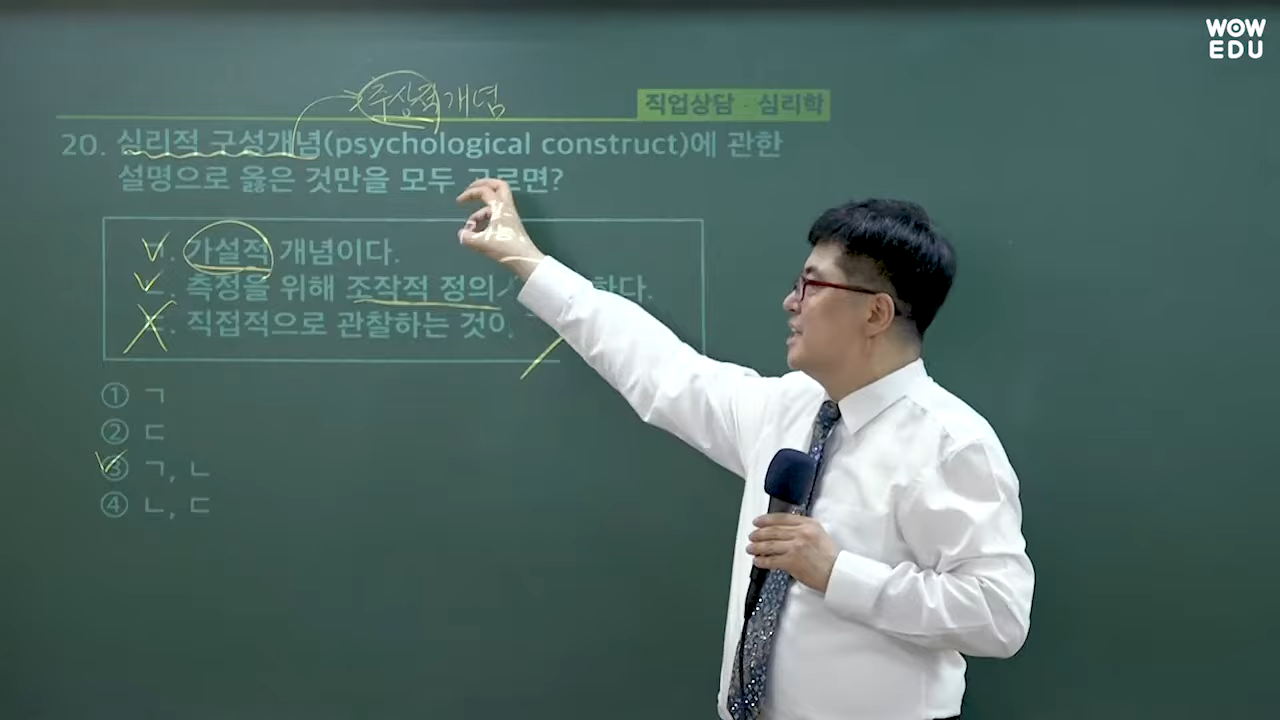 WOW
EDU
추상적 개념
직업상담 · 심리학
20. 심리적 구성개념(psychological construct)에 관한
설명으로 옳은 것만을 모두 고르면?
ㄱ. 가설적 개념이다.
ㄴ. 측정을 위해 조작적 정의 하다.
ㄷ. 직접적으로 관찰하는 것이
① ㄱ
② ㄷ
③ ㄱ, ㄴ
④ ㄴ, ㄷ